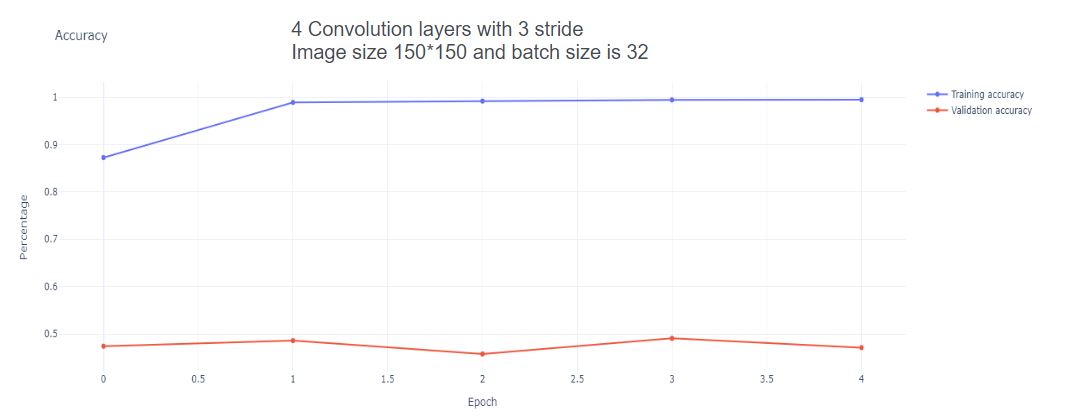 Accuracy
4 Convolution layers with 3 stride
Image size 150*150 and batch size is 32
Training accuracy
Validation accuracy
1
0.9
0.8
0.7
0.6
0.5
Percentage
0 0.5 1 1.5 2 2.5 3 3.5 4
Epoch